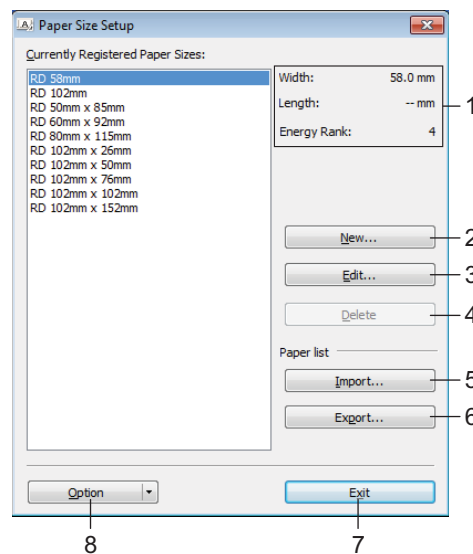 Paper Size Setup
Currently Registered Paper Sizes:
RD 58mm
RD 102mm
RD 50mm x 85mm
RD 60mm x 92mm
RD 80mm x 115mm
RD 102mm x 26mm
RD 102mm x 50mm
RD 102mm x 76mm
RD 102mm x 102mm
RD 102mm x 152mm
Width: 58.0 mm
Length: -- mm
Energy Rank: 4
1
New... 2
Edit... 3
Delete 4
Paper list
Import... 5
Export... 6
Option
Exit
8
7